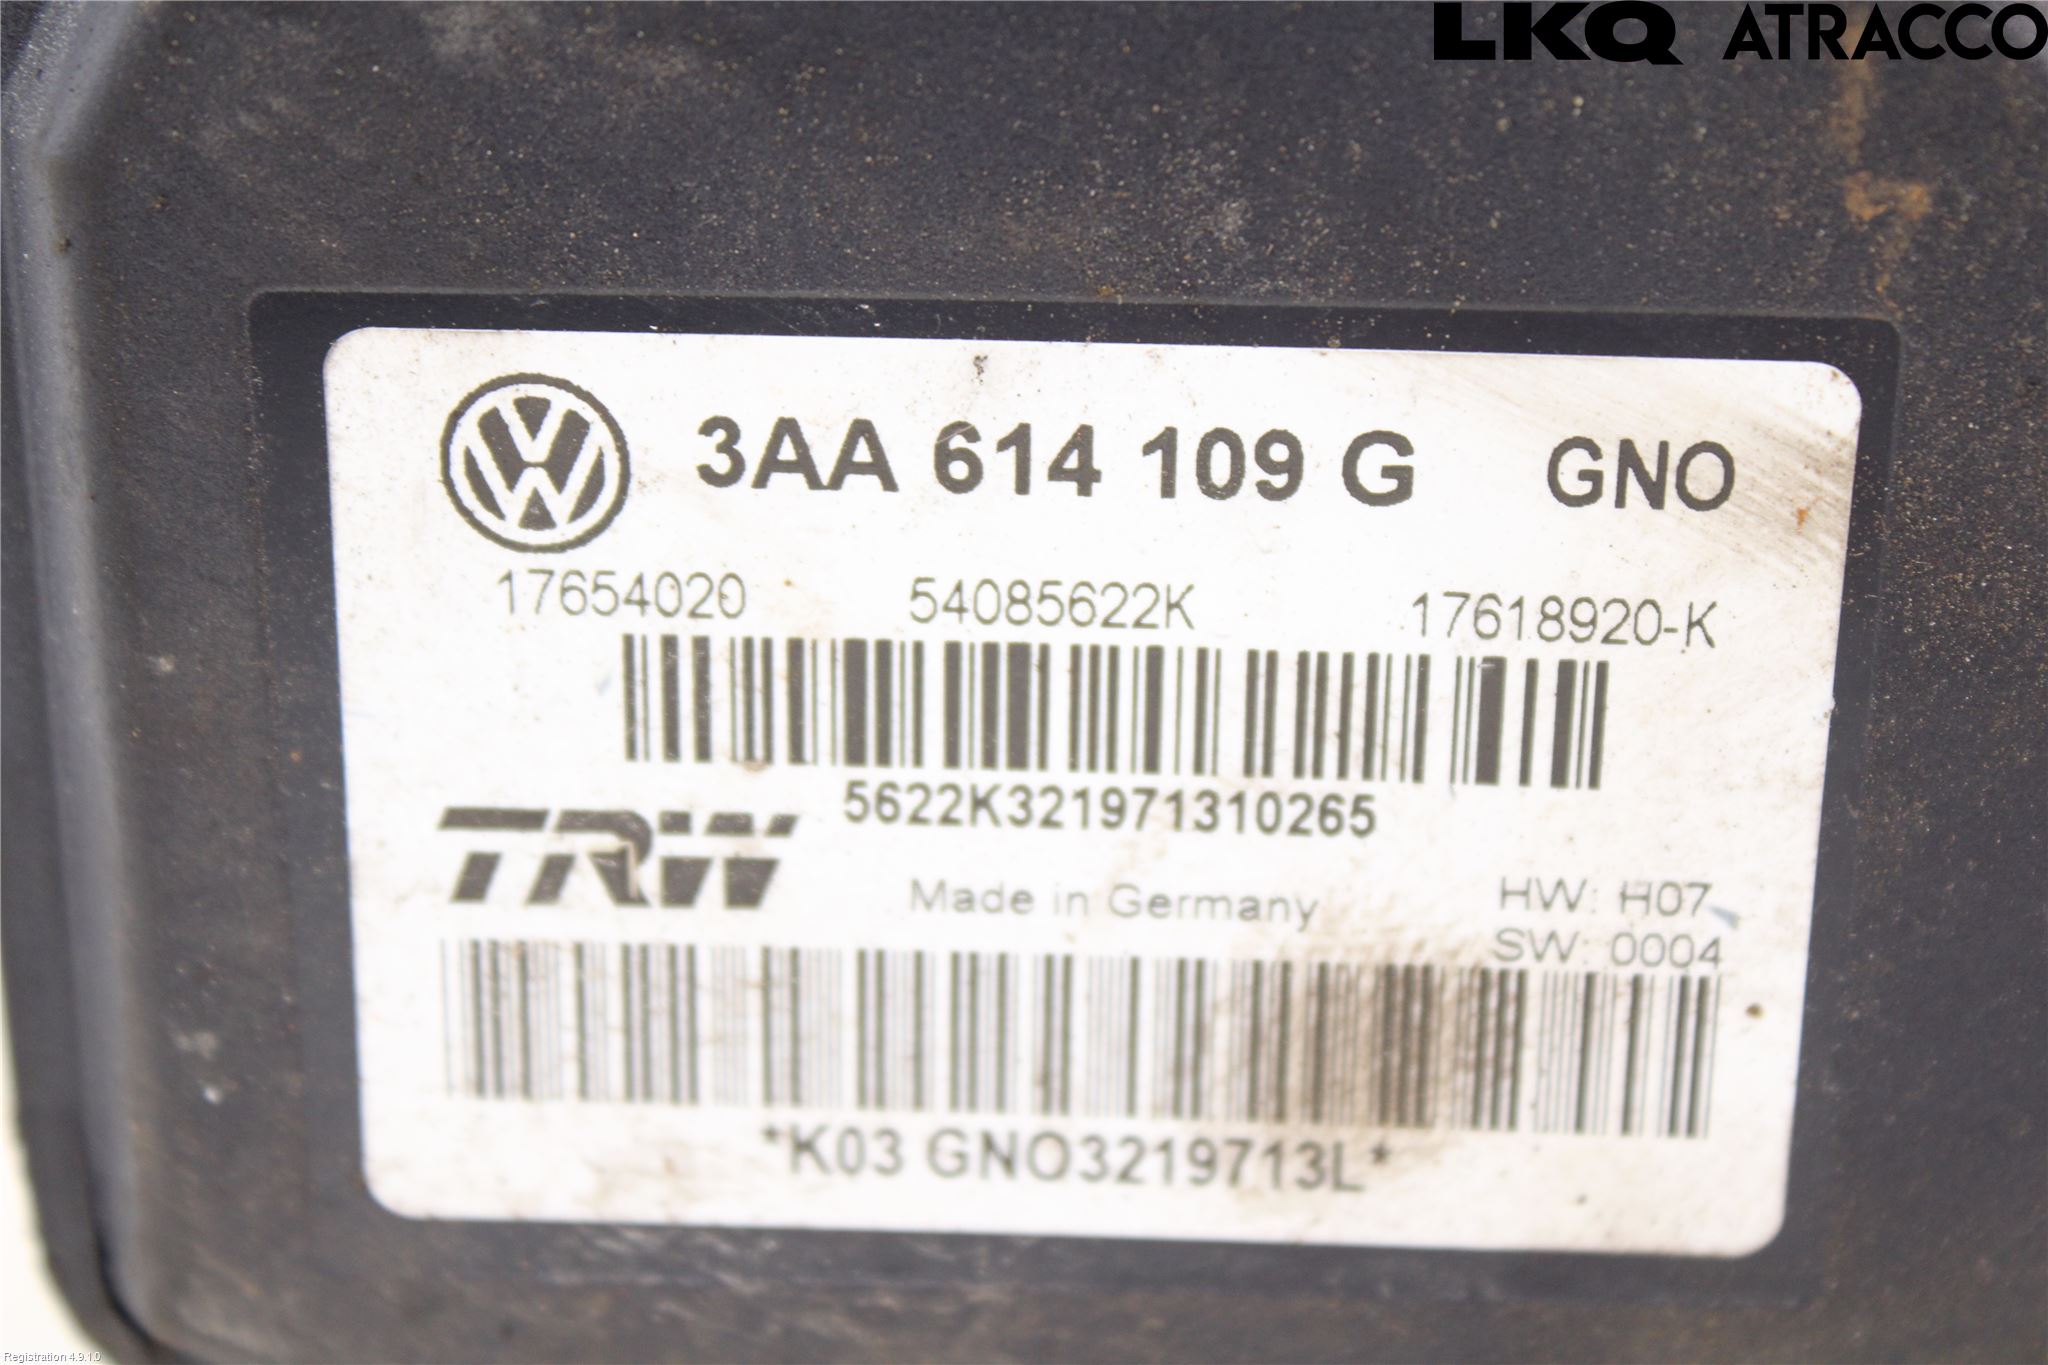 LKQ ATRACCO
3AA 614 109 G GNO
17654020 54085622K 17618920-K
5622K321971310265
TRW
Made in Germany
HW: H07
SW: 0004
*K03 GNO3219713L*
Registration 4.9.1.0